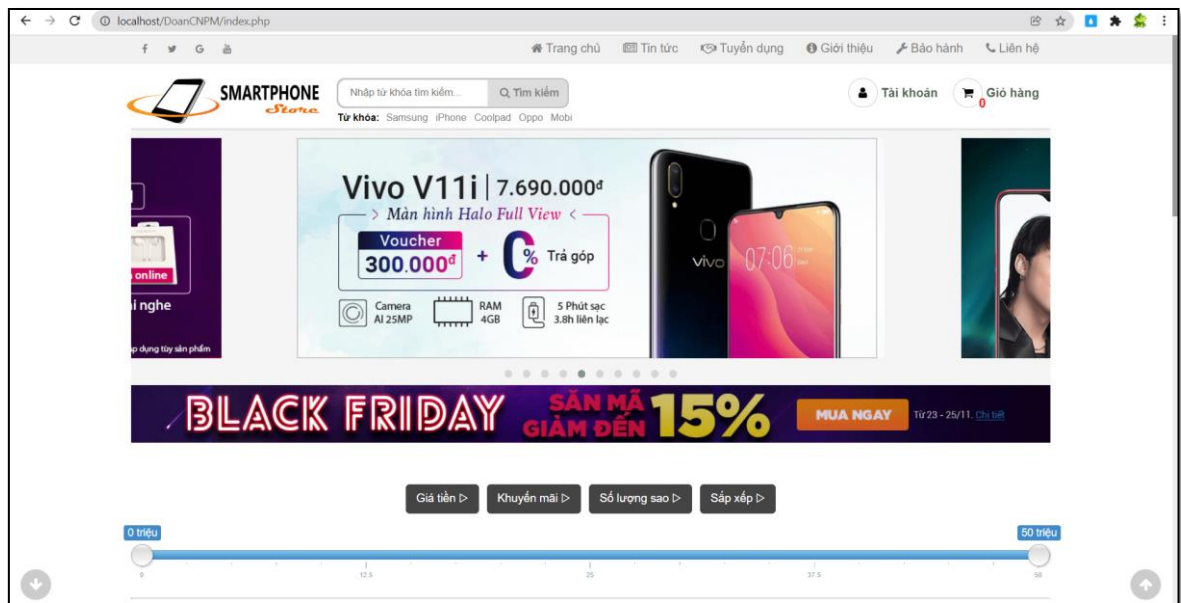 localhost/DoanCNPM/index.php
Trang chủ Tin tức Tuyển dụng Giới thiệu Bảo hành Liên hệ
SMARTPHONE
Store
Nhập từ khóa tìm kiếm... Tìm kiếm
Tài khoản Giỏ hàng
0
Từ khóa: Samsung iPhone Coolpad Oppo Mobi
Vivo V11i | 7.690.000đ
> Màn hình Halo Full View <
Voucher
300.000đ + 0% Trả góp
Camera
AI 25MP
RAM
4GB
5 Phút sạc
3.8h liên lạc
online
nghe
dụng tùy sản phẩm
vivo 07:06
BLACK FRIDAY SĂN MÃ
GIẢM ĐẾN 15% MUA NGAY Từ 23 - 25/11. Chi tiết
Giá tiền ▷ Khuyến mãi ▷ Số lượng sao ▷ Sắp xếp ▷
0 triệu 50 triệu
0 12.5 25 37.5 50